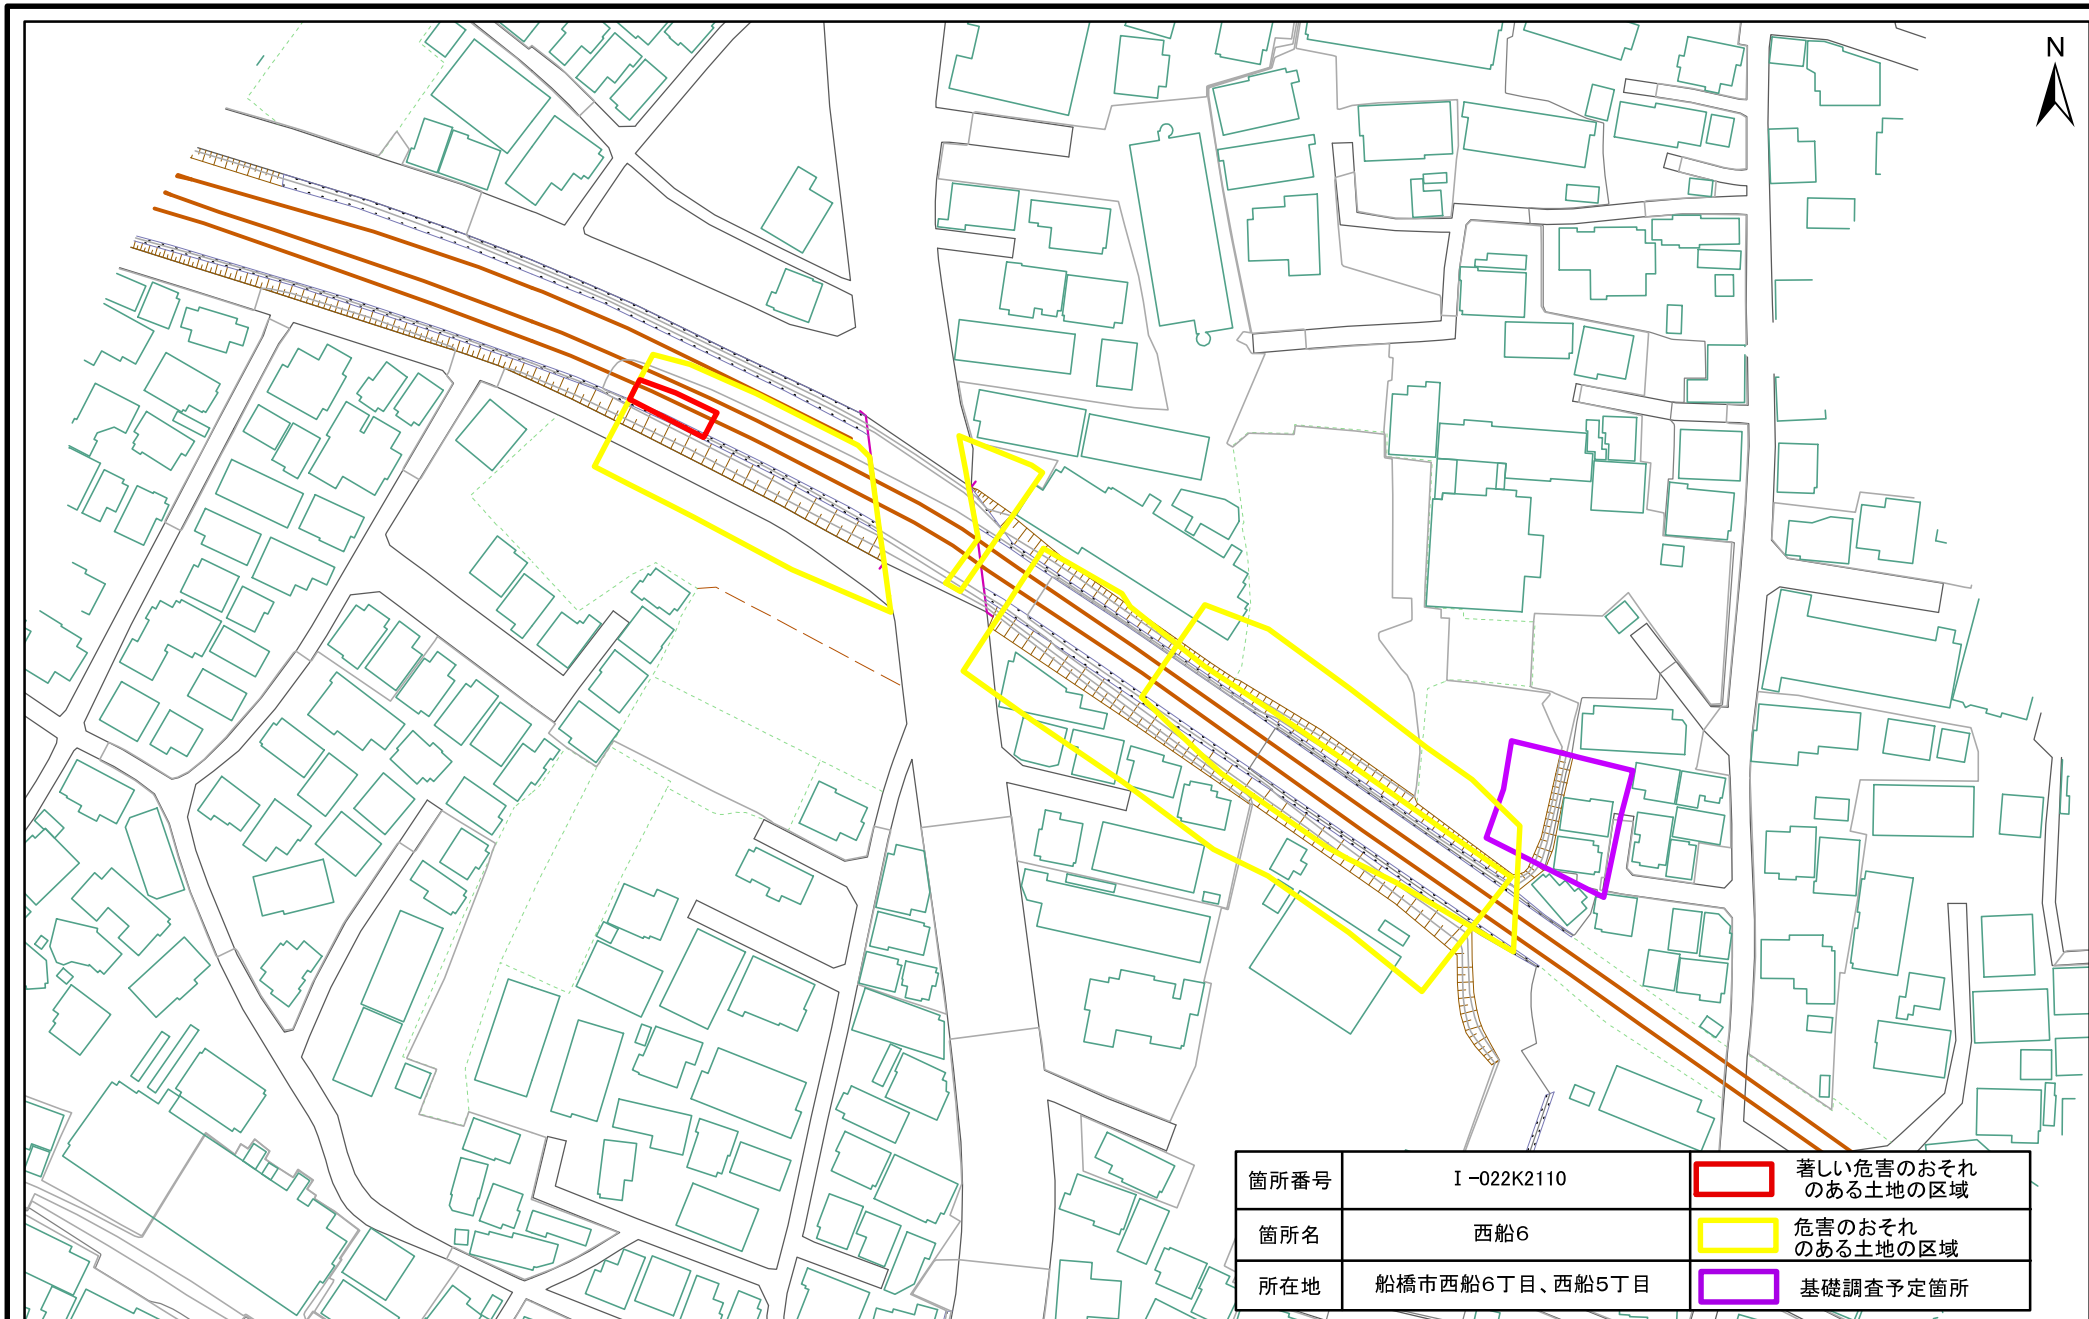 N
箇所番号
Ⅰ-022K2110
著しい危害のおそれ
のある土地の区域
箇所名
西船6
危害のおそれ
のある土地の区域
所在地
船橋市西船6丁目、西船5丁目
基礎調査予定箇所